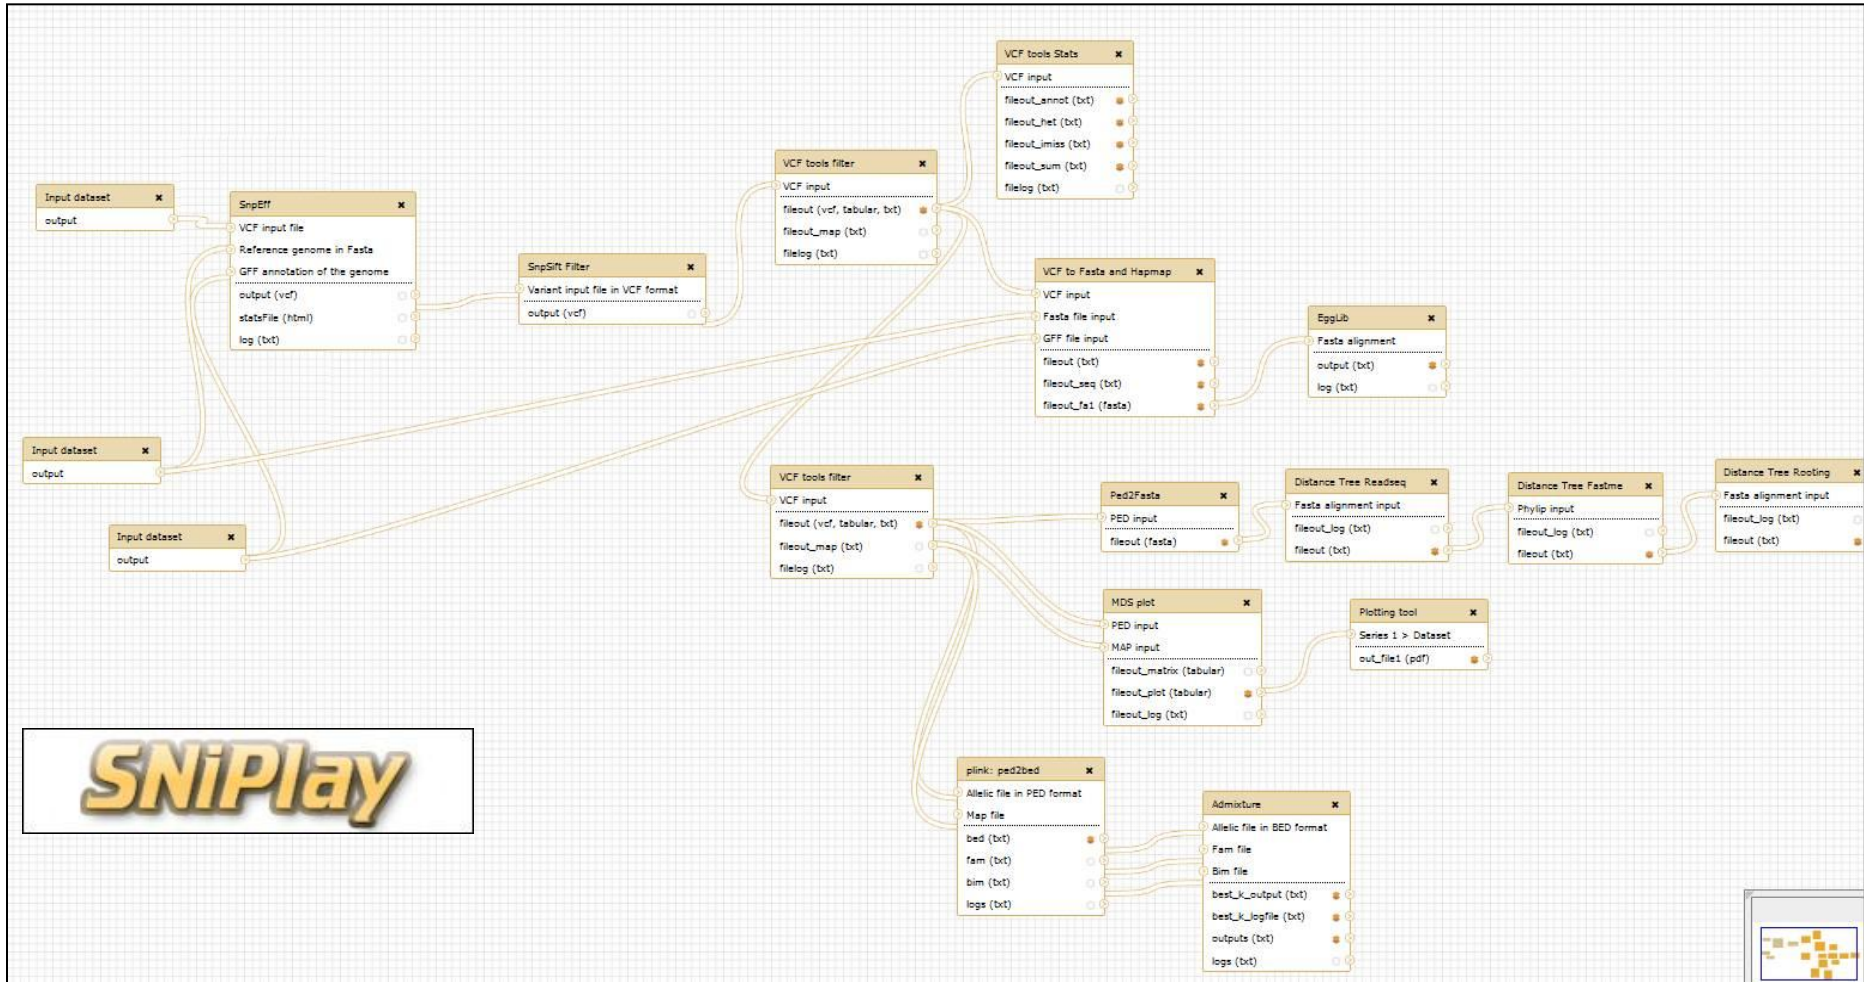 VCF tools Stats
VCF input
fileout_annot (txt)
fileout_het (txt)
fileout_imiss (txt)
fileout_sum (txt)
filelog (txt)
VCF tools filter
VCF input
fileout (vcf, tabular, txt)
fileout_map (txt)
filelog (txt)
Input dataset
output
SnpEff
VCF input file
Reference genome in Fasta
GFF annotation of the genome
output (vcf)
statsFile (html)
log (txt)
SnpSift Filter
Variant input file in VCF format
output (vcf)
VCF to Fasta and Hapmap
VCF input
Fasta file input
GFF file input
fileout (txt)
fileout_seq (txt)
fileout_fa1 (fasta)
EggLib
Fasta alignment
output (txt)
log (txt)
Input dataset
output
Input dataset
output
VCF tools filter
VCF input
fileout (vcf, tabular, txt)
fileout_map (txt)
filelog (txt)
Ped2Fasta
PED input
fileout (fasta)
Distance Tree Readseq
Fasta alignment input
fileout_log (txt)
fileout (txt)
Distance Tree Fastme
Phylip input
fileout_log (txt)
fileout (txt)
Distance Tree Rooting
Fasta alignment input
fileout_log (txt)
fileout (txt)
MDS plot
PED input
MAP input
fileout_matrix (tabular)
fileout_plot (tabular)
fileout_log (txt)
Plotting tool
Series 1 > Dataset
out_file1 (pdf)
SNiPlay
plink: ped2bed
Allelic file in PED format
Map file
bed (txt)
fam (txt)
bim (txt)
logs (txt)
Admixture
Allelic file in BED format
Fam file
Bim file
best_k_output (txt)
best_k_logfile (txt)
outputs (txt)
logs (txt)